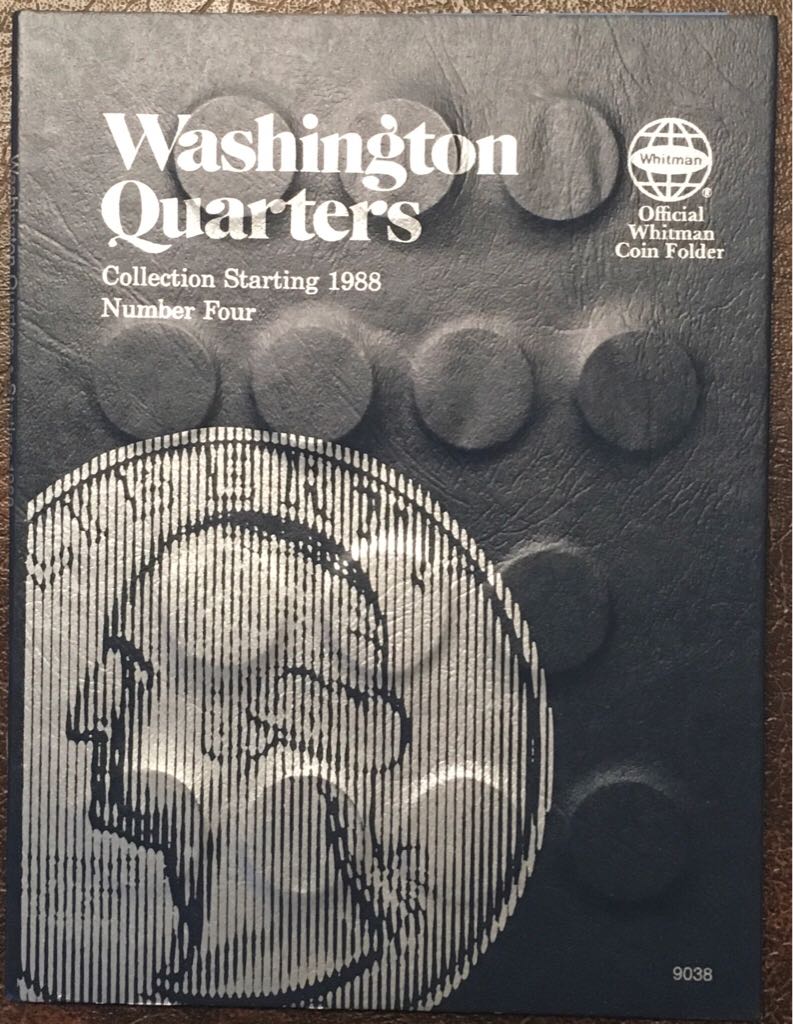 Washington
Quarters
Collection Starting 1988
Number Four
Whitman
®
Official
Whitman
Coin Folder
9038